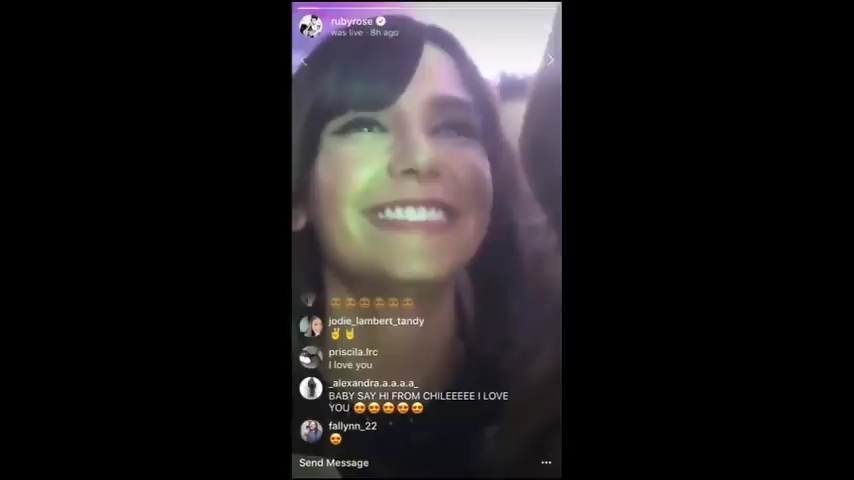 rubyrose
was live · 8h ago
😍😍😍😍😍😍
jodie_lambert_tandy
✌️🤘
priscila.lrc
I love you
_alexandra.a.a.a.a_
BABY SAY HI FROM CHILEEEEE I LOVE
YOU 😍😍😍😍😍
fallynn_22
😍
Send Message